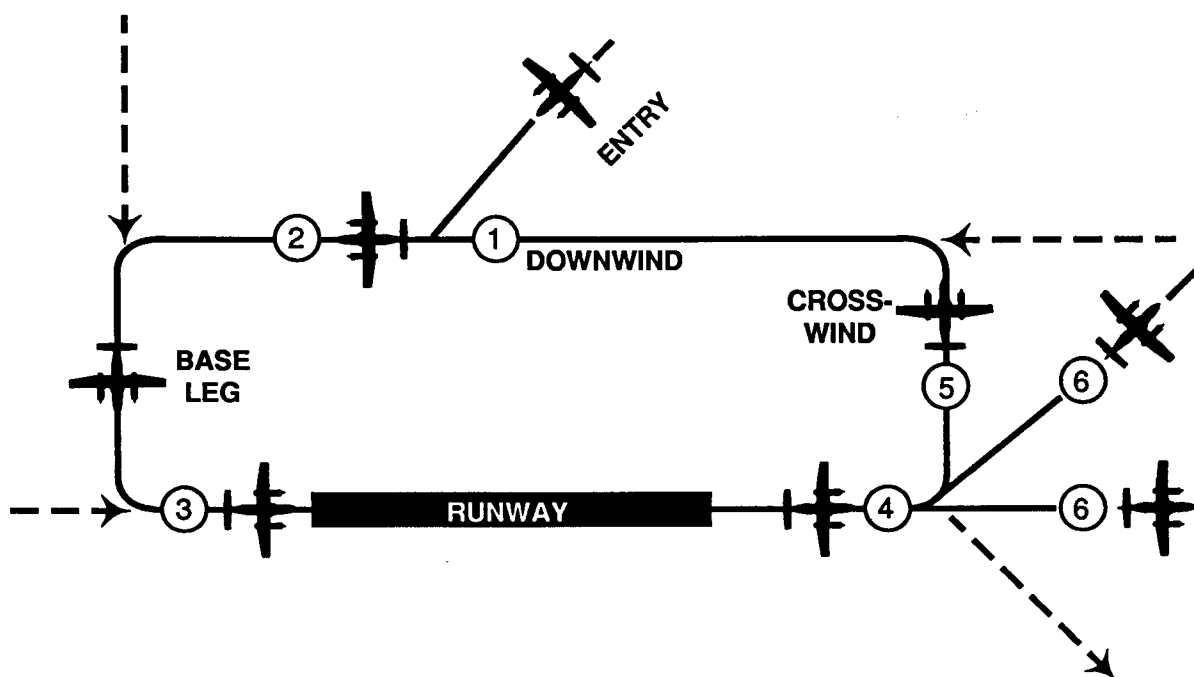 ENTRY
2
1
DOWNWIND
CROSS-
WIND
BASE
LEG
5
6
3
RUNWAY
4
6